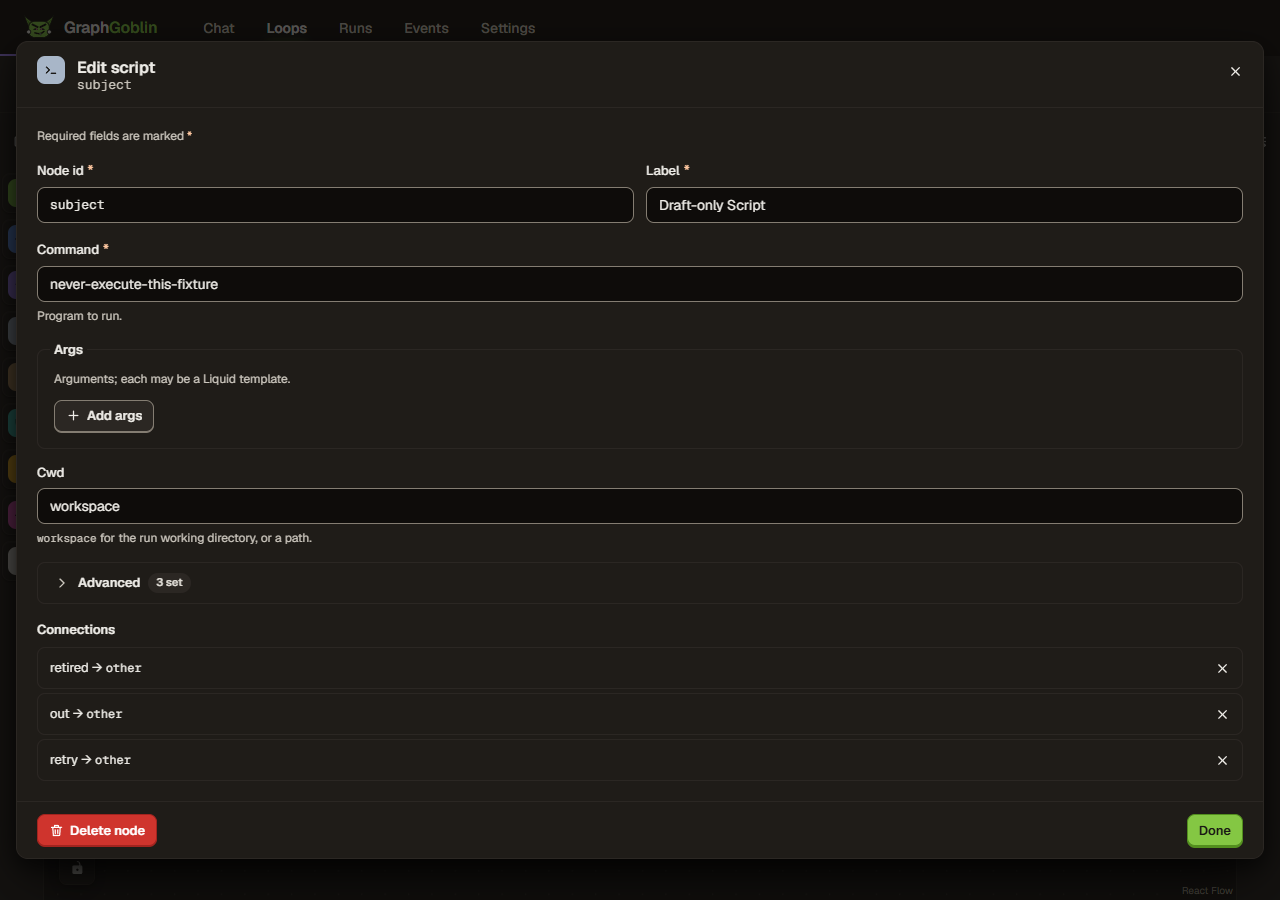 GraphGoblin Chat Loops Runs Events Settings
Edit script
subject
Required fields are marked *
Node id * Label *
subject Draft-only Script
Command *
never-execute-this-fixture
Program to run.
Args
Arguments; each may be a Liquid template.
Add args
Cwd
workspace
workspace for the run working directory, or a path.
Advanced 3 set
Connections
retired → other
out → other
retry → other
Delete node Done
React Flow